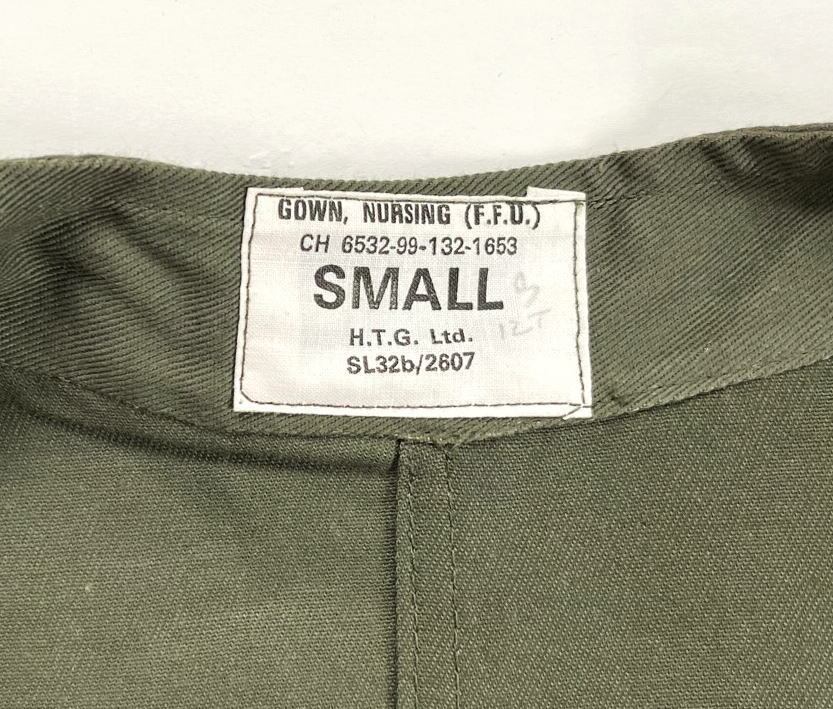 GOWN, NURSING (F.F.U.)
CH 6532-99-132-1653
SMALL
H.T.G. Ltd.
SL32b/2607